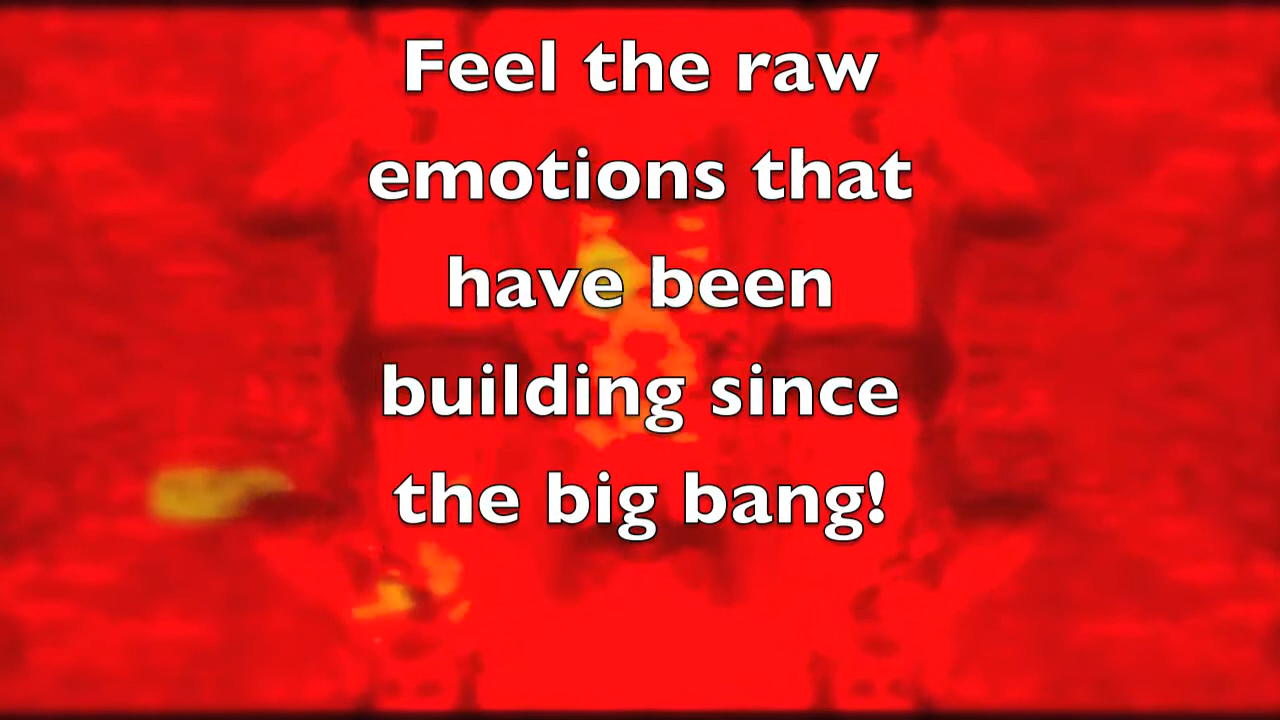 Feel the raw
emotions that
have been
building since
the big bang!